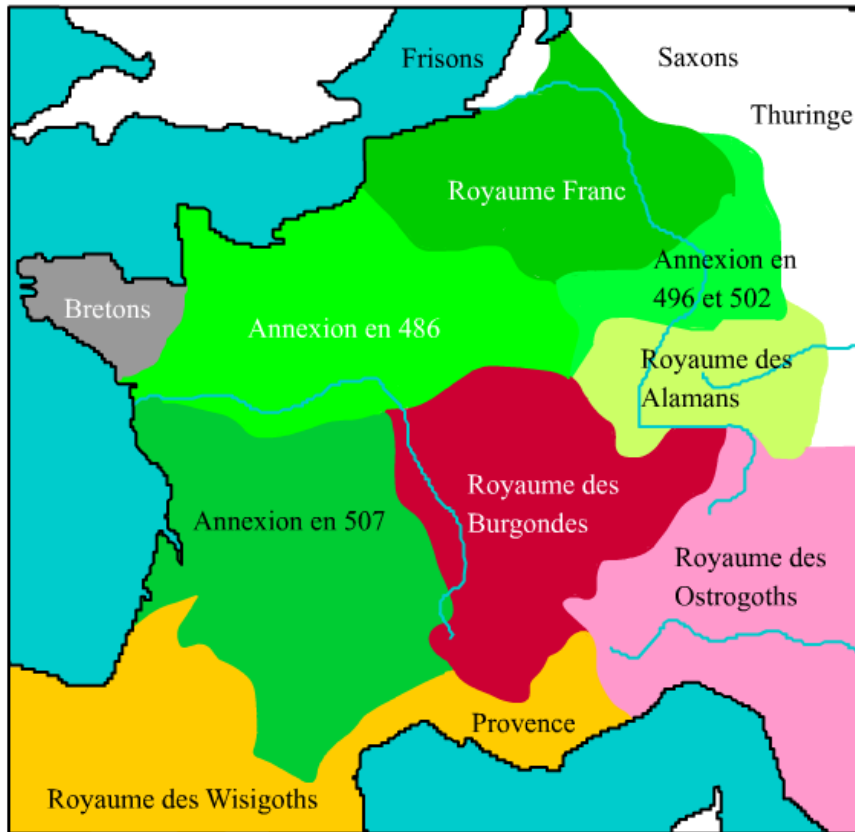 Frisons
Saxons
Thuringe
Royaume Franc
Annexion en
496 et 502
Bretons
Annexion en 486
Royaume des
Alamans
Royaume des
Burgondes
Annexion en 507
Royaume des
Ostrogoths
Provence
Royaume des Wisigoths